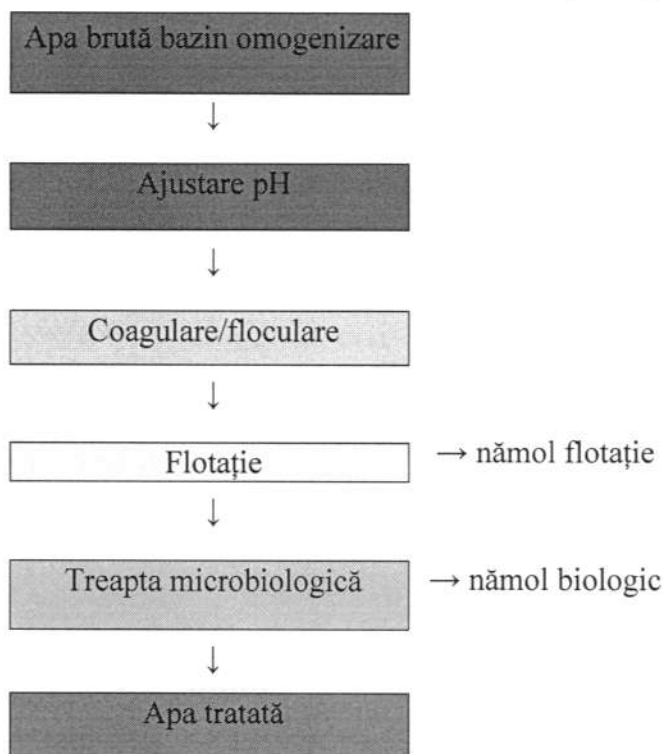 Apa brută bazin omogenizare
↓
Ajustare pH
↓
Coagulare/floculare
↓
Flotație → nămol flotație
↓
Treapta microbiologică → nămol biologic
↓
Apa tratată